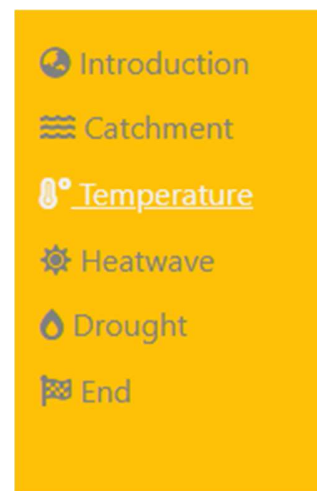 Introduction
Catchment
Temperature
Heatwave
Drought
End